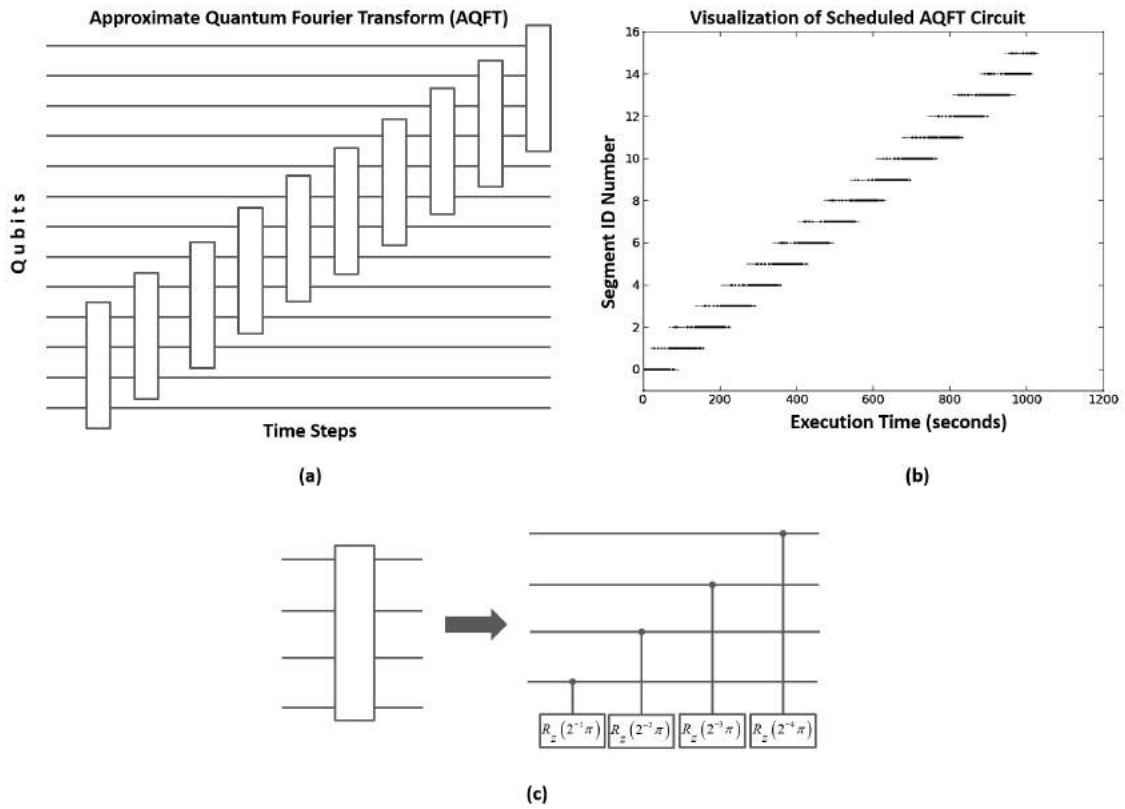 Approximate Quantum Fourier Transform (AQFT)
Qubits
Time Steps
(a)
Visualization of Scheduled AQFT Circuit
Segment ID Number
16
14
12
10
8
6
4
2
0
0 200 400 600 800 1000 1200
Execution Time (seconds)
(b)
R_z(2^{-1}π) R_z(2^{-2}π) R_z(2^{-3}π) R_z(2^{-4}π)
(c)